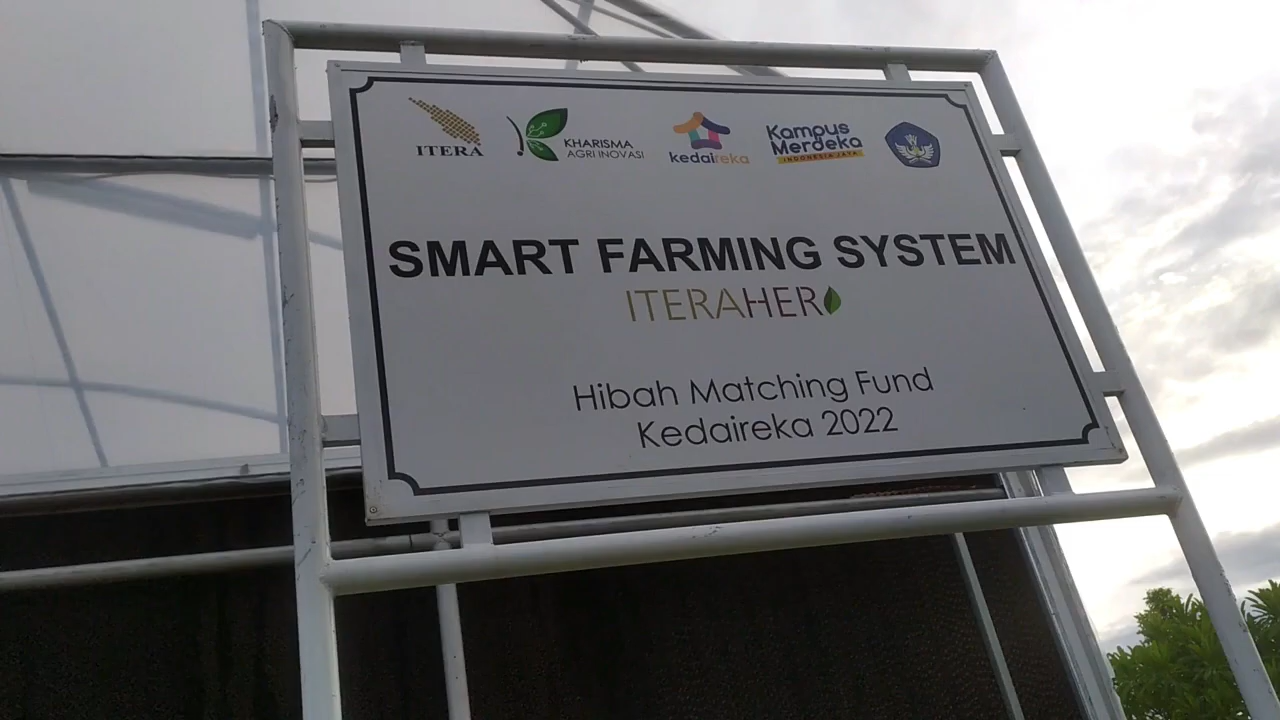 ITERA
KHARISMA
AGRI INOVASI
kedaireka
Kampus
Merdeka
INDONESIA JAYA
SMART FARMING SYSTEM
ITERAHERO
Hibah Matching Fund
Kedaireka 2022